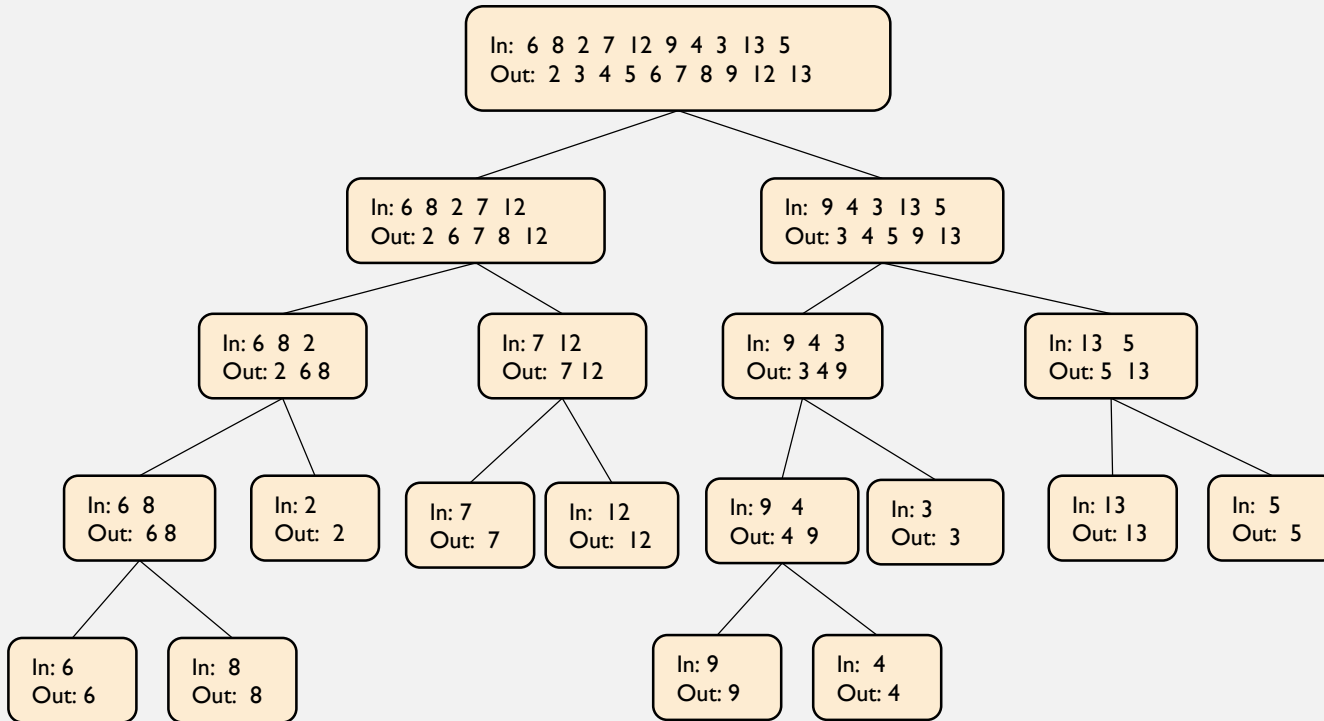 In: 6 8 2 7 12 9 4 3 13 5
Out: 2 3 4 5 6 7 8 9 12 13
In: 6 8 2 7 12
Out: 2 6 7 8 12
In: 9 4 3 13 5
Out: 3 4 5 9 13
In: 6 8 2
Out: 2 6 8
In: 7 12
Out: 7 12
In: 9 4 3
Out: 3 4 9
In: 13 5
Out: 5 13
In: 6 8
Out: 6 8
In: 2
Out: 2
In: 7
Out: 7
In: 12
Out: 12
In: 9 4
Out: 4 9
In: 3
Out: 3
In: 13
Out: 13
In: 5
Out: 5
In: 6
Out: 6
In: 8
Out: 8
In: 9
Out: 9
In: 4
Out: 4